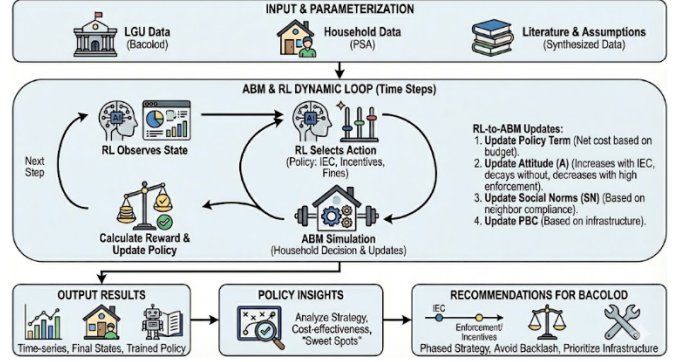 INPUT & PARAMETERIZATION
LGU Data
(Bacolod)
Household Data
(PSA)
Literature & Assumptions
(Synthesized Data)
ABM & RL DYNAMIC LOOP (Time Steps)
AI
RL Observes State
AI
RL Selects Action
(Policy: IEC, Incentives,
Fines)
Next
Step
Calculate Reward &
Update Policy
ABM Simulation
(Household Decision & Updates)
RL-to-ABM Updates:
1. Update Policy Term (Net cost based on
budget).
2. Update Attitude (A) (Increases with IEC,
decays without, decreases with high
enforcement).
3. Update Social Norms (SN) (Based on
neighbor compliance).
4. Update PBC (Based on infrastructure).
OUTPUT RESULTS
Time-series, Final States, Trained Policy
POLICY INSIGHTS
Analyze Strategy,
Cost-effectiveness,
"Sweet Spots"
RECOMMENDATIONS FOR BACOLOD
IEC
Enforcement/
Incentives
Phased Strategy, Avoid Backlash, Prioritize Infrastructure